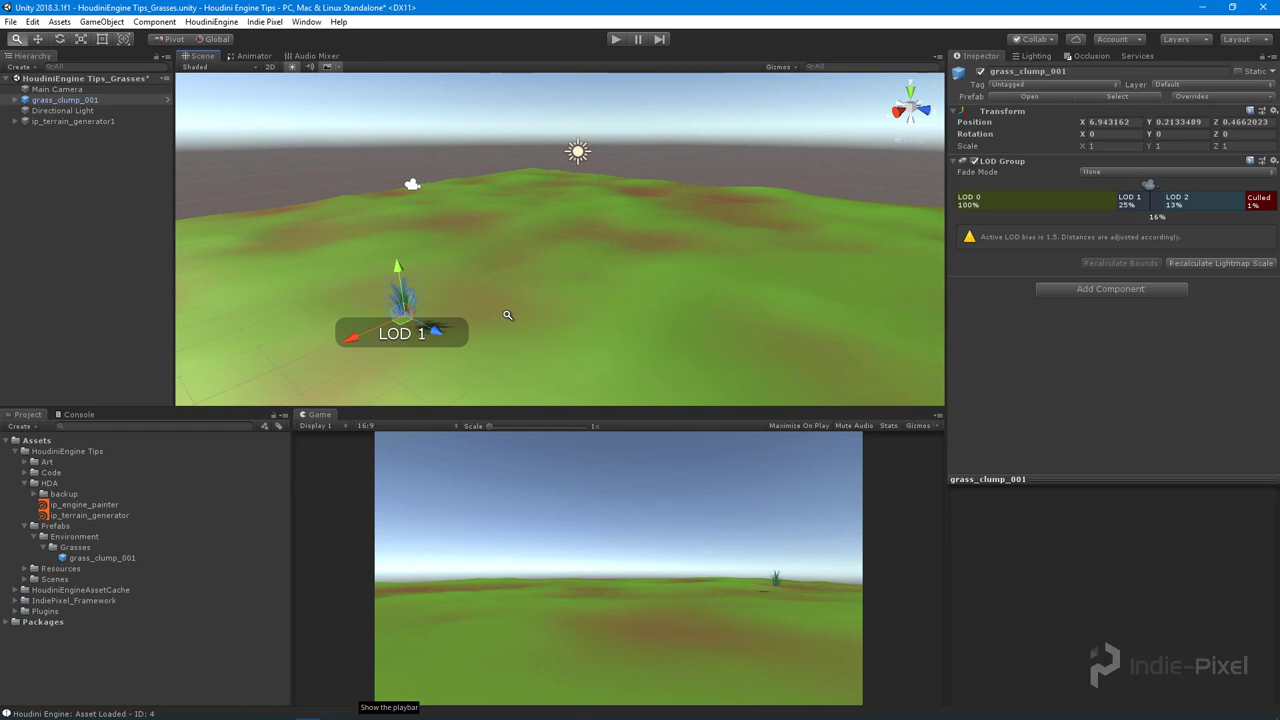 Unity 2018.3.1f1 - HoudiniEngine Tips_Grasses.unity - Houdini Engine Tips - PC, Mac & Linux Standalone* <DX11>
File Edit Assets GameObject Component HoudiniEngine Indie Pixel Window Help
Pivot Global Collab Account Layers Layout
Hierarchy Scene Animator Audio Mixer Inspector Lighting Occlusion Services
Create All Shaded 2D Gizmos All
HoudiniEngine Tips_Grasses*
Main Camera
grass_clump_001
Directional Light
ip_terrain_generator1
y
LOD 1
grass_clump_001 Static
Tag Untagged Layer Default
Prefab Open Select Overrides
Transform
Position X 6.943162 Y 0.2133489 Z 0.4662023
Rotation X 0 Y 0 Z 0
Scale X 1 Y 1 Z 1
LOD Group
Fade Mode None
LOD 0 LOD 1 LOD 2 Culled
100% 25% 13% 1%
16%
Active LOD bias is 1.5. Distances are adjusted accordingly.
Recalculate Bounds Recalculate Lightmap Scale
Add Component
grass_clump_001
Project Console
Create
Assets
HoudiniEngine Tips
Art
Code
HDA
backup
ip_engine_painter
ip_terrain_generator
Prefabs
Environment
Grasses
grass_clump_001
Resources
Scenes
HoudiniEngineAssetCache
IndiePixel_Framework
Plugins
Packages
Game
Display 1 16:9 Scale 1x Maximize On Play Mute Audio Stats Gizmos
Show the playbar
Indie-Pixel
Houdini Engine: Asset Loaded - ID: 4